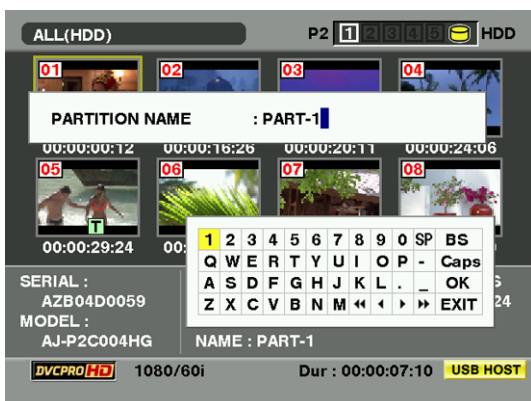 ALL(HDD) P2 1 2 3 4 5 HDD
01 02 03 04
PARTITION NAME : PART-1
00:00:00:12 00:00:16:26 00:00:20:11 00:00:24:06
05 06 07 08
T
00:00:29:24 00:
1 2 3 4 5 6 7 8 9 0 SP BS
Q W E R T Y U I O P - Caps
A S D F G H J K L . _ OK
Z X C V B N M ◀◀ ◀ ▶ ▶▶ EXIT
SERIAL : S
AZB04D0059 24
MODEL :
AJ-P2C004HG NAME : PART-1
DVCPRO HD 1080/60i Dur : 00:00:07:10 USB HOST